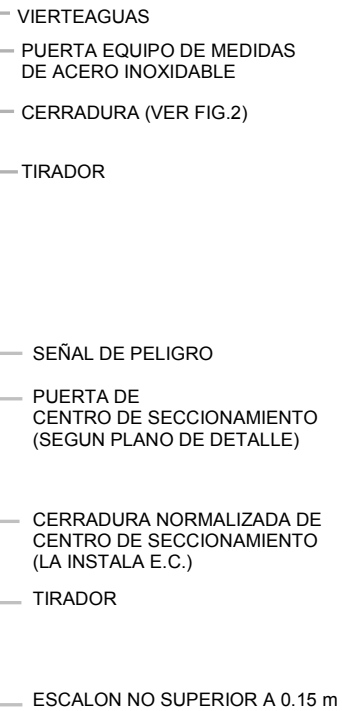 VIERTEAGUAS
PUERTA EQUIPO DE MEDIDAS
DE ACERO INOXIDABLE
CERRADURA (VER FIG.2)
TIRADOR
SEÑAL DE PELIGRO
PUERTA DE
CENTRO DE SECCIONAMIENTO
(SEGUN PLANO DE DETALLE)
CERRADURA NORMALIZADA DE
CENTRO DE SECCIONAMIENTO
(LA INSTALA E.C.)
TIRADOR
ESCALON NO SUPERIOR A 0.15 m